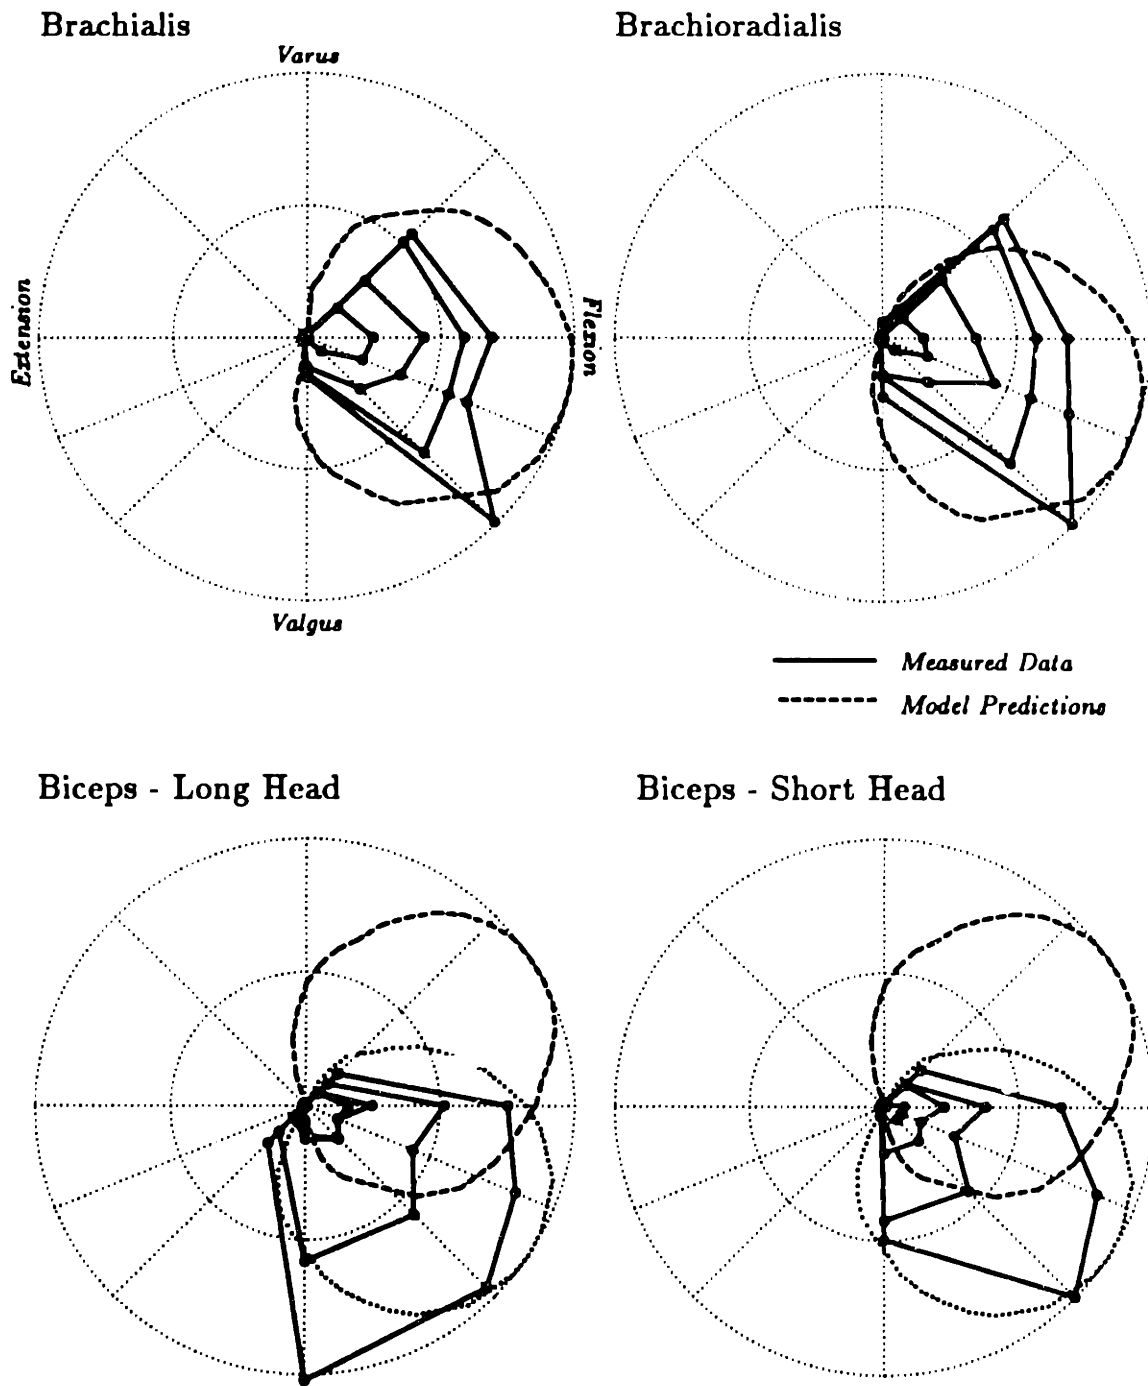 Brachialis
Brachioradialis
Varus
Extension
Flexion
Valgus
Measured Data
Model Predictions
Biceps - Long Head
Biceps - Short Head